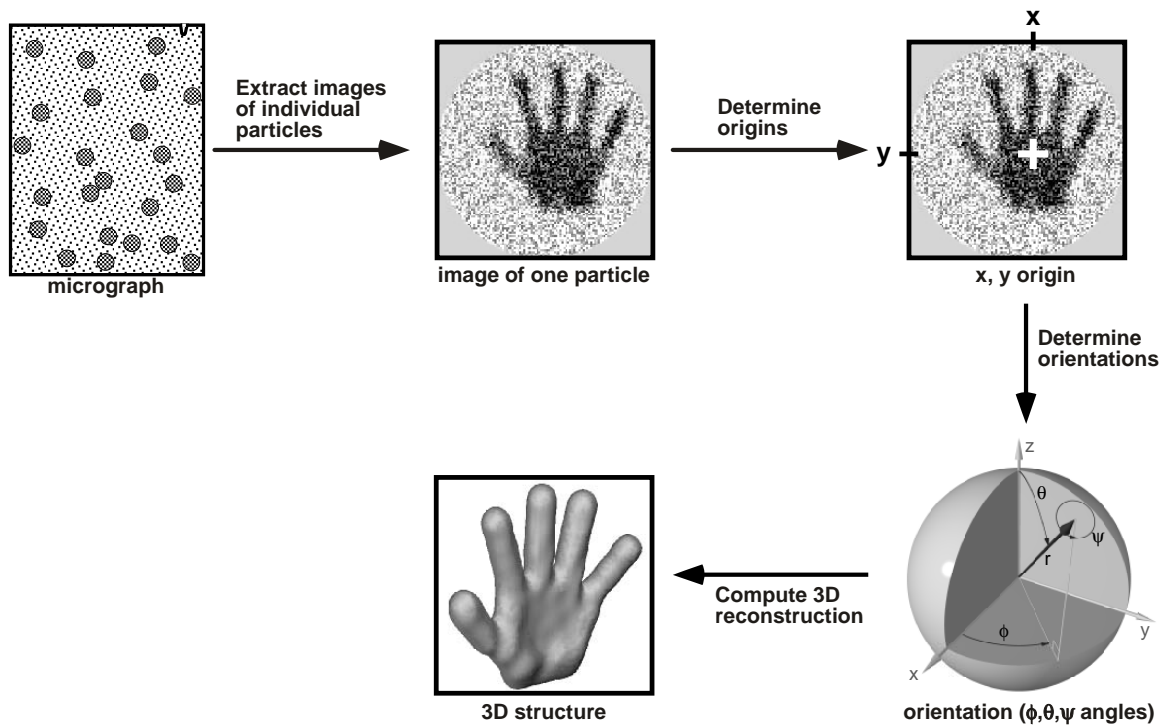 Extract images
of individual
particles
micrograph
image of one particle
Determine
origins
x
y
x, y origin
Determine
orientations
z
θ
ψ
r
ϕ
y
x
orientation (ϕ,θ,ψ angles)
Compute 3D
reconstruction
3D structure